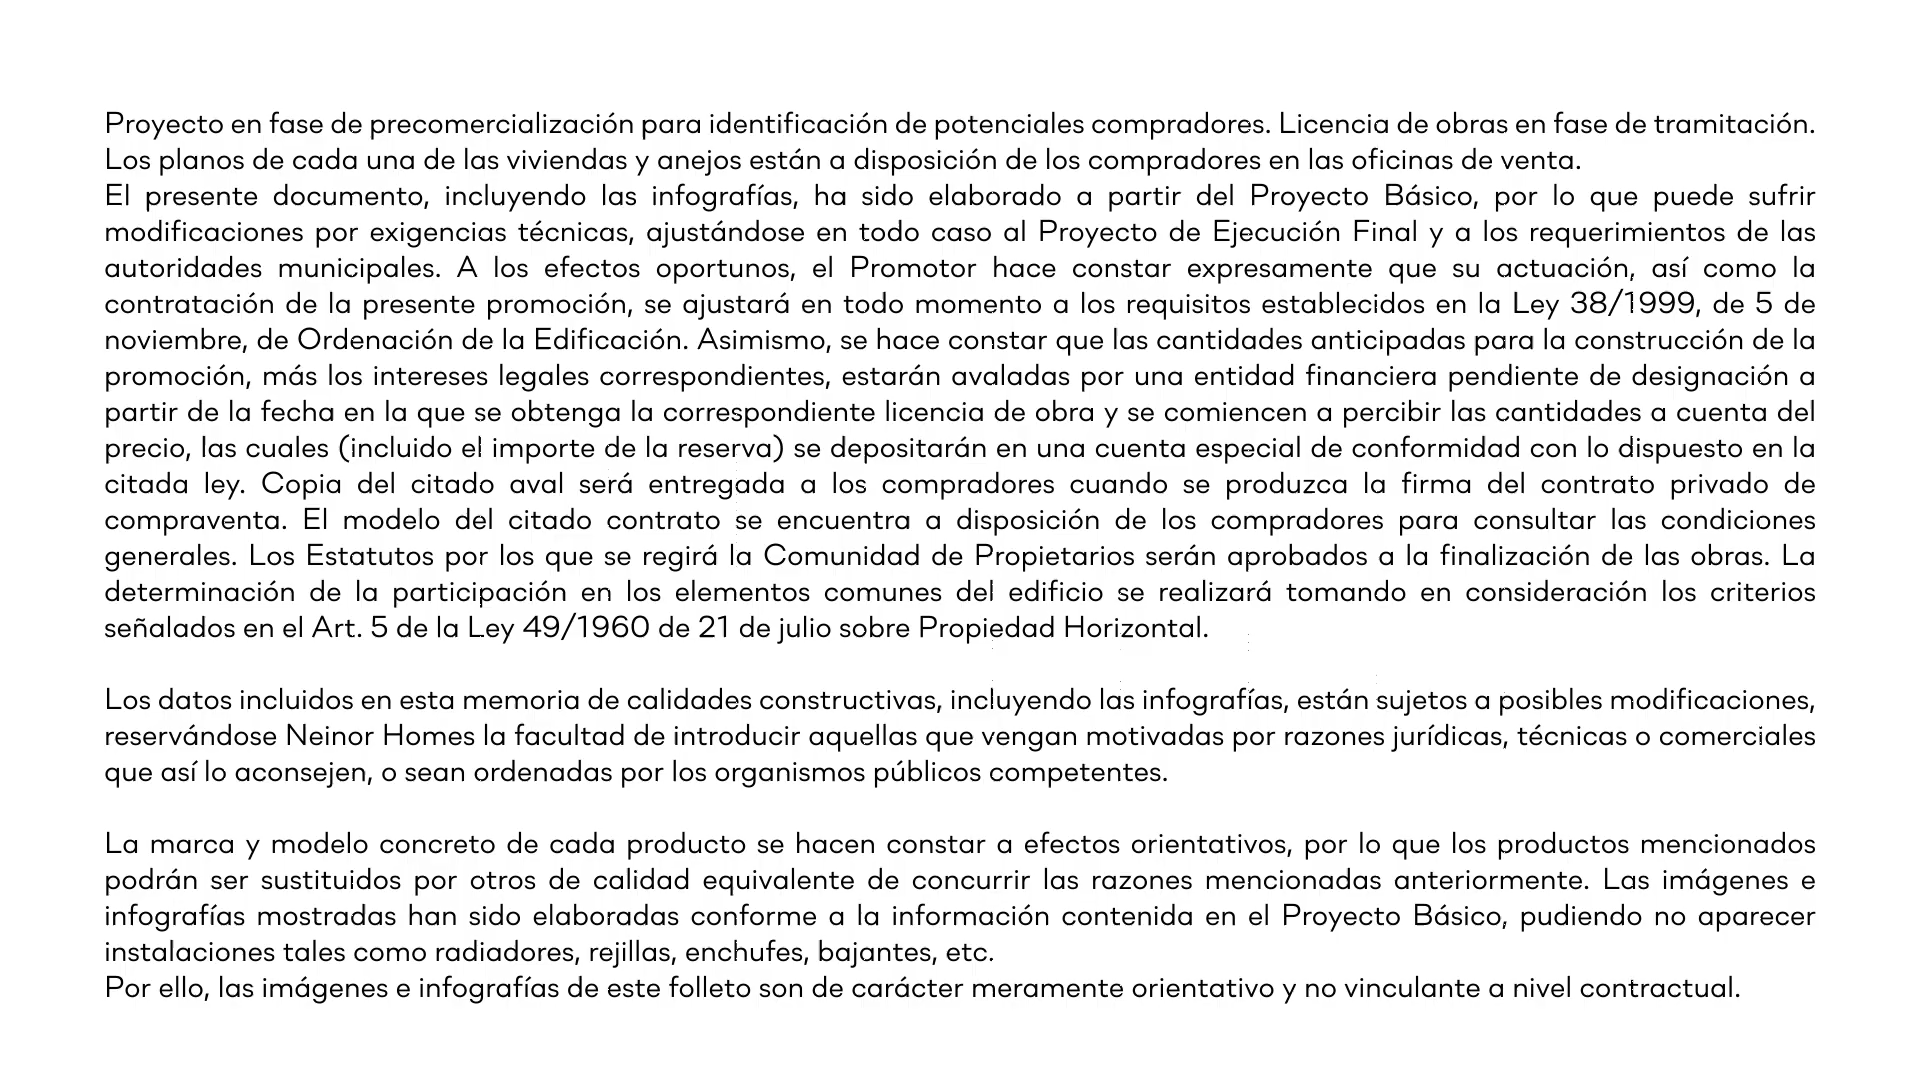 Proyecto en fase de precomercialización para identificación de potenciales compradores. Licencia de obras en fase de tramitación.
Los planos de cada una de las viviendas y anejos están a disposición de los compradores en las oficinas de venta.
El presente documento, incluyendo las infografías, ha sido elaborado a partir del Proyecto Básico, por lo que puede sufrir
modificaciones por exigencias técnicas, ajustándose en todo caso al Proyecto de Ejecución Final y a los requerimientos de las
autoridades municipales. A los efectos oportunos, el Promotor hace constar expresamente que su actuación, así como la
contratación de la presente promoción, se ajustará en todo momento a los requisitos establecidos en la Ley 38/1999, de 5 de
noviembre, de Ordenación de la Edificación. Asimismo, se hace constar que las cantidades anticipadas para la construcción de la
promoción, más los intereses legales correspondientes, estarán avaladas por una entidad financiera pendiente de designación a
partir de la fecha en la que se obtenga la correspondiente licencia de obra y se comiencen a percibir las cantidades a cuenta del
precio, las cuales (incluido el importe de la reserva) se depositarán en una cuenta especial de conformidad con lo dispuesto en la
citada ley. Copia del citado aval será entregada a los compradores cuando se produzca la firma del contrato privado de
compraventa. El modelo del citado contrato se encuentra a disposición de los compradores para consultar las condiciones
generales. Los Estatutos por los que se regirá la Comunidad de Propietarios serán aprobados a la finalización de las obras. La
determinación de la participación en los elementos comunes del edificio se realizará tomando en consideración los criterios
señalados en el Art. 5 de la Ley 49/1960 de 21 de julio sobre Propiedad Horizontal.
Los datos incluidos en esta memoria de calidades constructivas, incluyendo las infografías, están sujetos a posibles modificaciones,
reservándose Neinor Homes la facultad de introducir aquellas que vengan motivadas por razones jurídicas, técnicas o comerciales
que así lo aconsejen, o sean ordenadas por los organismos públicos competentes.
La marca y modelo concreto de cada producto se hacen constar a efectos orientativos, por lo que los productos mencionados
podrán ser sustituidos por otros de calidad equivalente de concurrir las razones mencionadas anteriormente. Las imágenes e
infografías mostradas han sido elaboradas conforme a la información contenida en el Proyecto Básico, pudiendo no aparecer
instalaciones tales como radiadores, rejillas, enchufes, bajantes, etc.
Por ello, las imágenes e infografías de este folleto son de carácter meramente orientativo y no vinculante a nivel contractual.